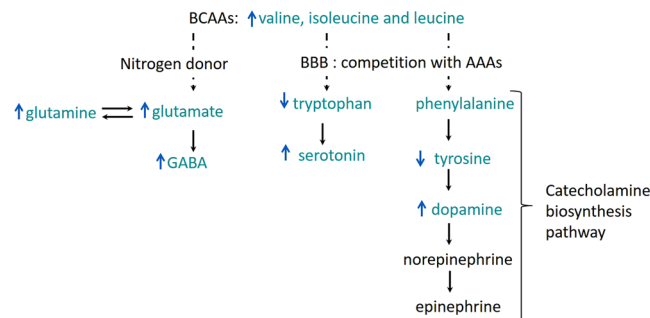 BCAAs: ↑valine, isoleucine and leucine
Nitrogen donor
BBB : competition with AAAs
↑glutamine
↑glutamate
↓tryptophan
phenylalanine
↑GABA
↑ serotonin
↓ tyrosine
↑ dopamine
Catecholamine
biosynthesis
pathway
norepinephrine
epinephrine